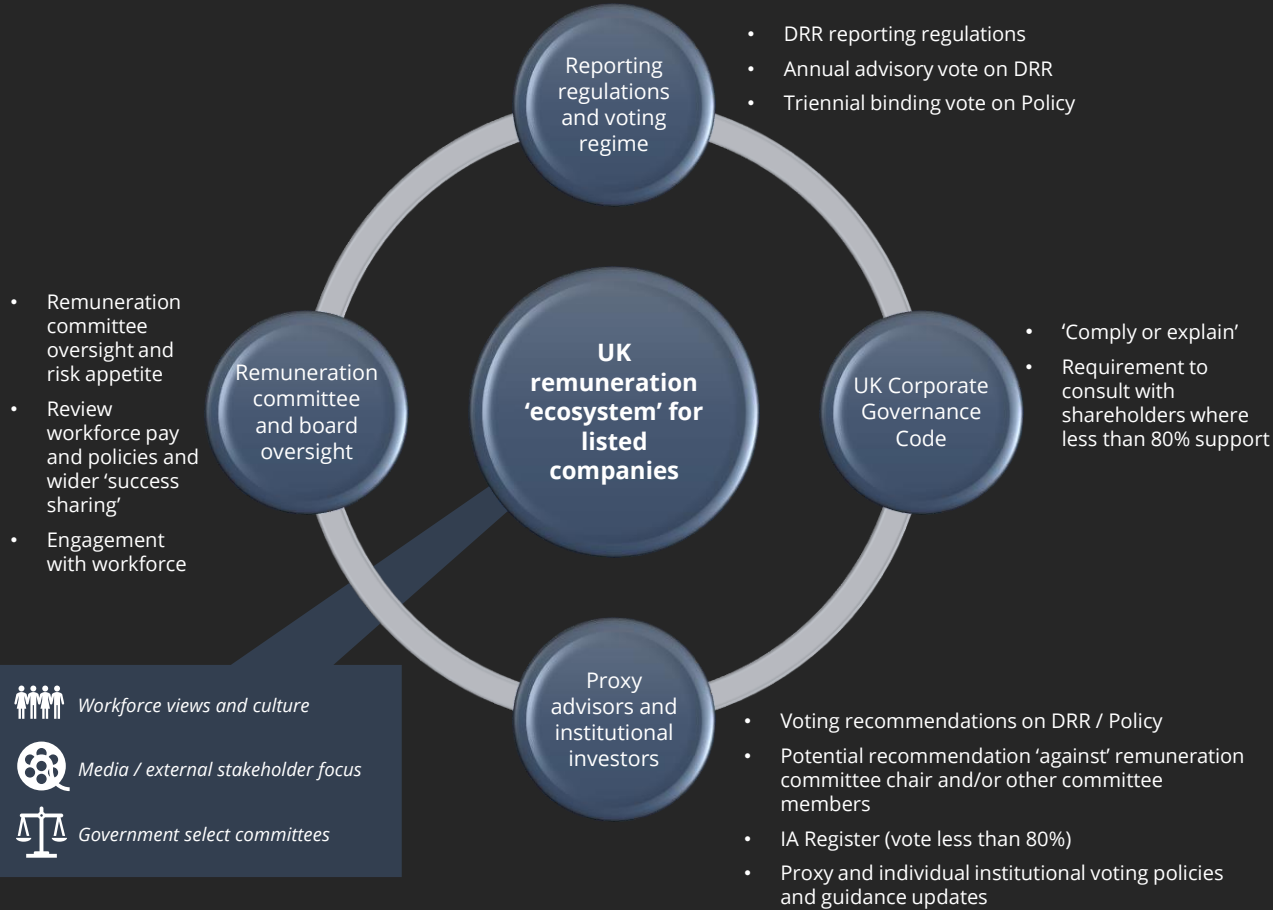 Reporting
regulations
and voting
regime
• DRR reporting regulations
• Annual advisory vote on DRR
• Triennial binding vote on Policy
• Remuneration
committee
oversight and
risk appetite
• Review
workforce pay
and policies and
wider ‘success
sharing’
• Engagement
with workforce
Remuneration
committee
and board
oversight
UK
remuneration
‘ecosystem’ for
listed
companies
UK Corporate
Governance
Code
• ‘Comply or explain’
• Requirement to
consult with
shareholders where
less than 80% support
Workforce views and culture
Media / external stakeholder focus
Government select committees
Proxy
advisors and
institutional
investors
• Voting recommendations on DRR / Policy
• Potential recommendation ‘against’ remuneration
committee chair and/or other committee
members
• IA Register (vote less than 80%)
• Proxy and individual institutional voting policies
and guidance updates